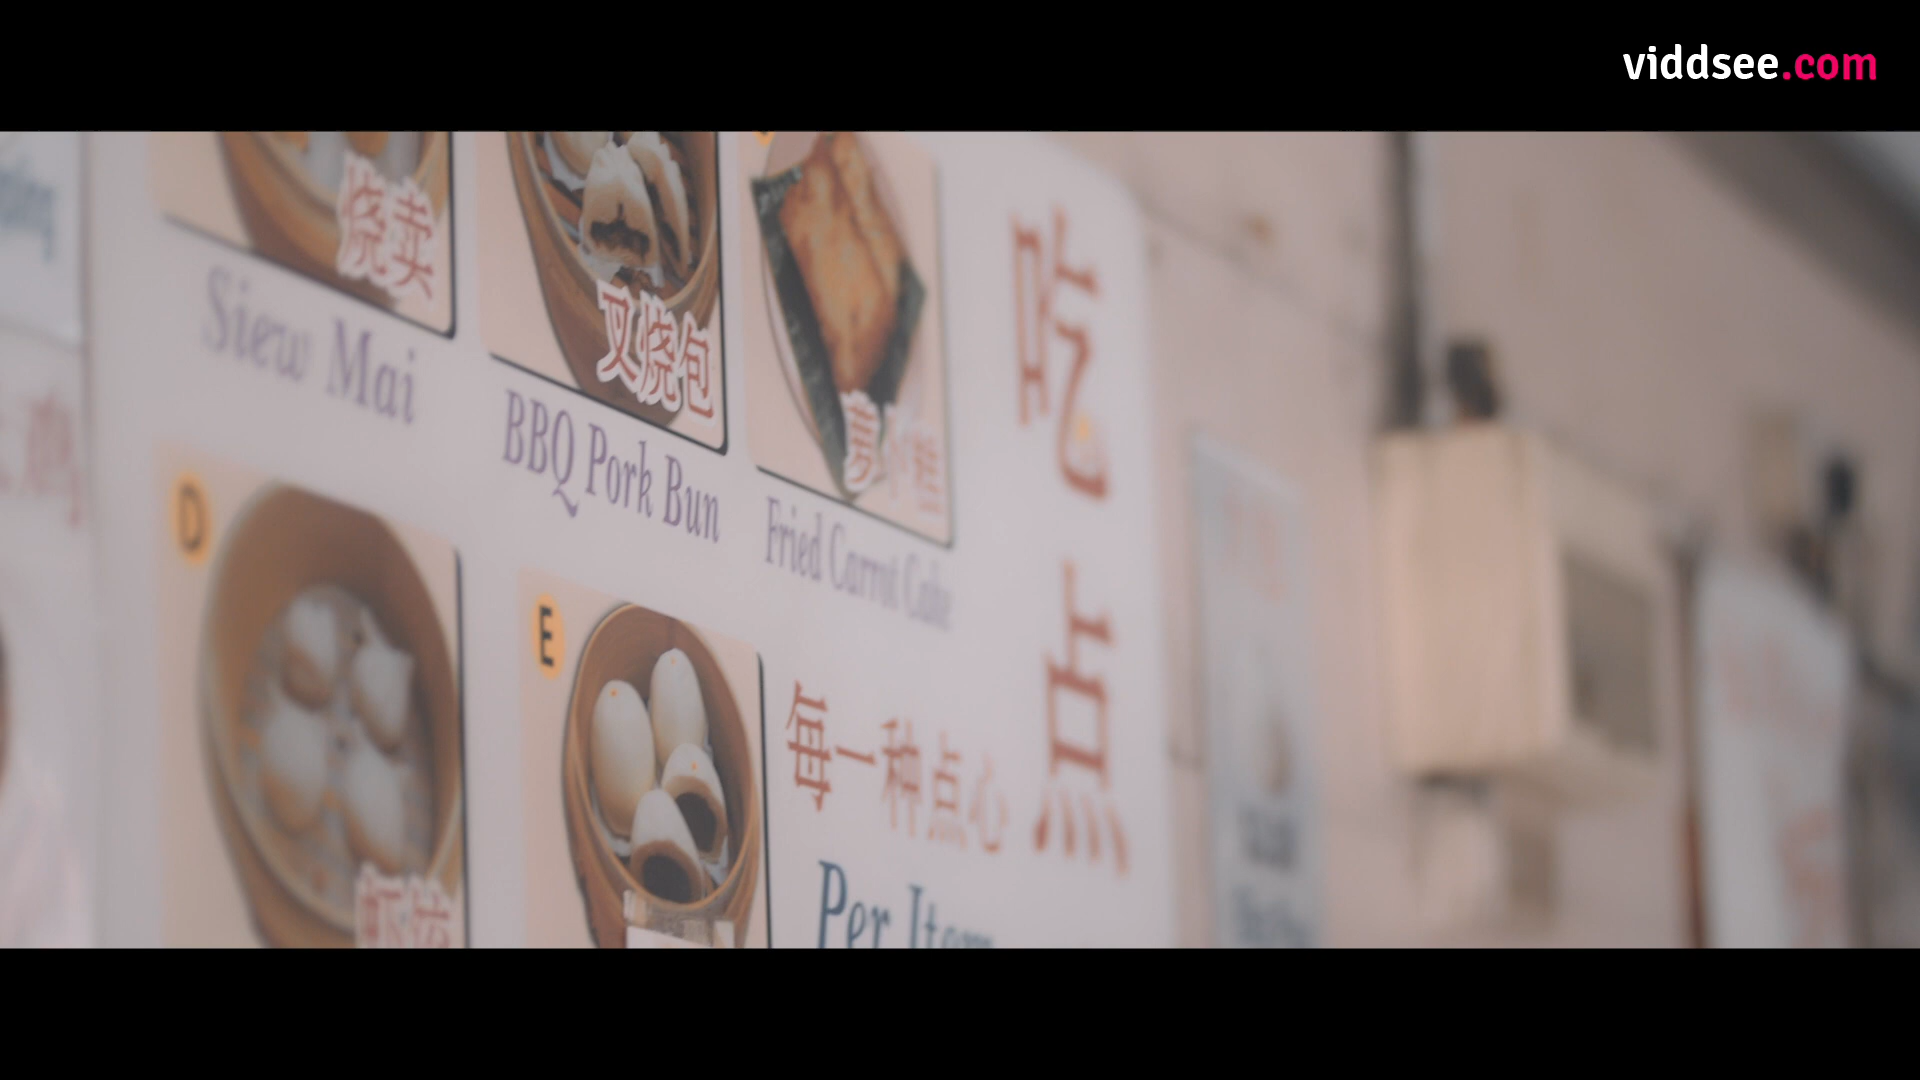 viddsee.com
烧卖
Siew Mai
叉烧包
BBQ Pork Bun
Fried Carrot Cake
吃
点
D
E
每一种点心
Per Item